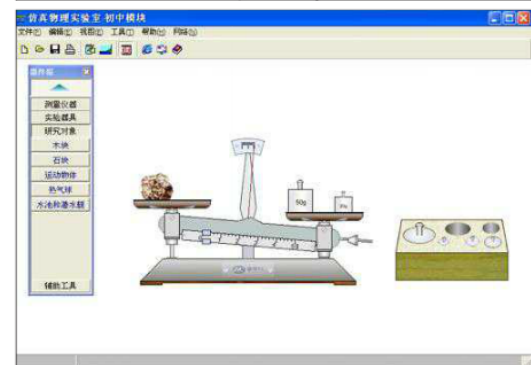 仿真物理实验室 初中模块
文件(F) 编辑(E) 视图(V) 工具(T) 帮助(H) 网络(N)
器件板
测量仪器
实验器具
研究对象
木块
石块
运动物体
热气球
水池和潜水艇
辅助工具
50g